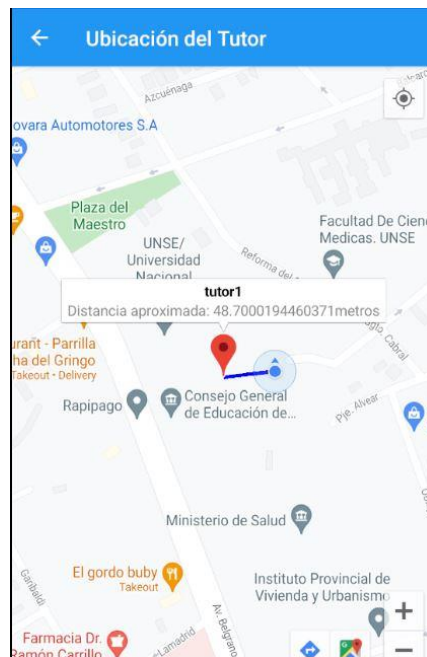 Ubicación del Tutor
Azcuénaga
ovara Automotores S.A
Plaza del
Maestro
UNSE/
Universidad
Nacional
Facultad De Cienc
Medicas. UNSE
Reforma del
tutor1
Distancia aproximada: 48.7000194460371metros
urant - Parrilla
ha del Gringo
Takeout • Delivery
Cabral
Rapipago
Consejo General
de Educación de...
Pje. Alvear
Ministerio de Salud
El gordo buby
Takeout
Garibaldi
Av. Belgrano
Instituto Provincial de
Vivienda y Urbanismo
Farmacia Dr.
Ramón Carrillo
Lamadrid